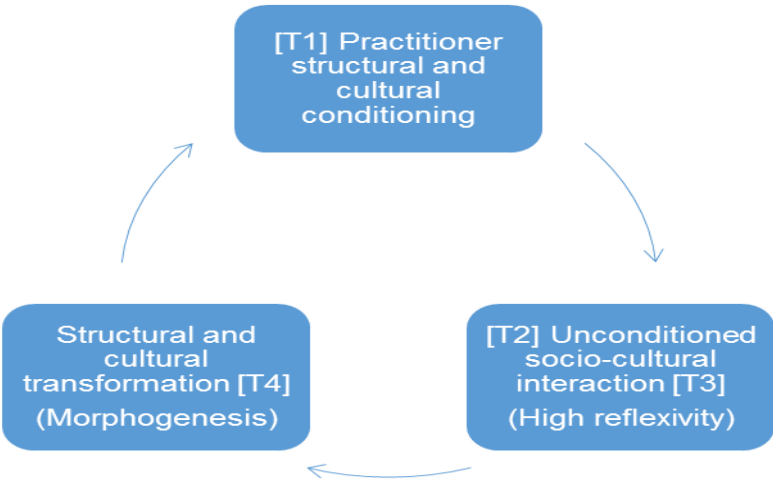 [T1] Practitioner
structural and
cultural
conditioning
[T2] Unconditioned
socio-cultural
interaction [T3]
(High reflexivity)
Structural and
cultural
transformation [T4]
(Morphogenesis)